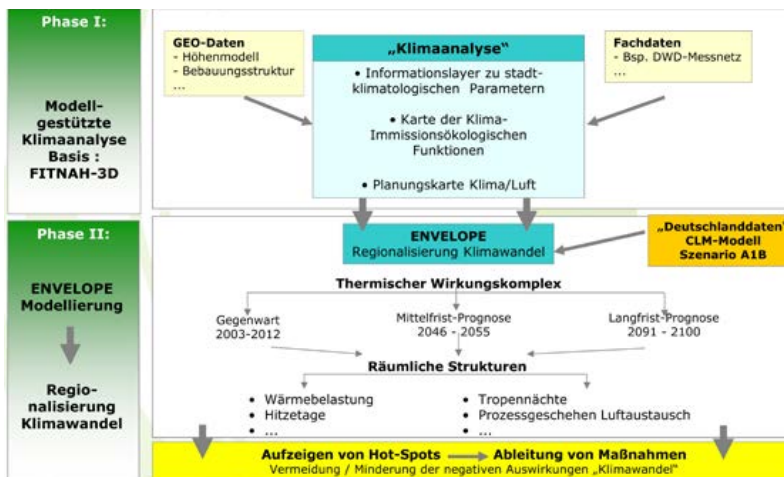 Phase I:
Modell-
gestützte
Klimaanalyse
Basis :
FITNAH-3D
GEO-Daten
- Höhenmodell
- Bebauungsstruktur
...
„Klimaanalyse“
• Informationslayer zu stadt-
klimatologischen Parametern
• Karte der Klima-
Immissionsökologischen
Funktionen
• Planungskarte Klima/Luft
Fachdaten
- Bsp. DWD-Messnetz
...
Phase II:
ENVELOPE
Modellierung
Regio-
nalisierung
Klimawandel
ENVELOPE
Regionalisierung Klimawandel
„Deutschlanddaten“
CLM-Modell
Szenario A1B
Thermischer Wirkungskomplex
Gegenwart
2003-2012
Mittelfrist-Prognose
2046 - 2055
Langfrist-Prognose
2091 - 2100
Räumliche Strukturen
• Wärmebelastung
• Hitzetage
• ...
• Tropennächte
• Prozessgeschehen Luftaustausch
• ...
Aufzeigen von Hot-Spots Ableitung von Maßnahmen
Vermeidung / Minderung der negativen Auswirkungen „Klimawandel“